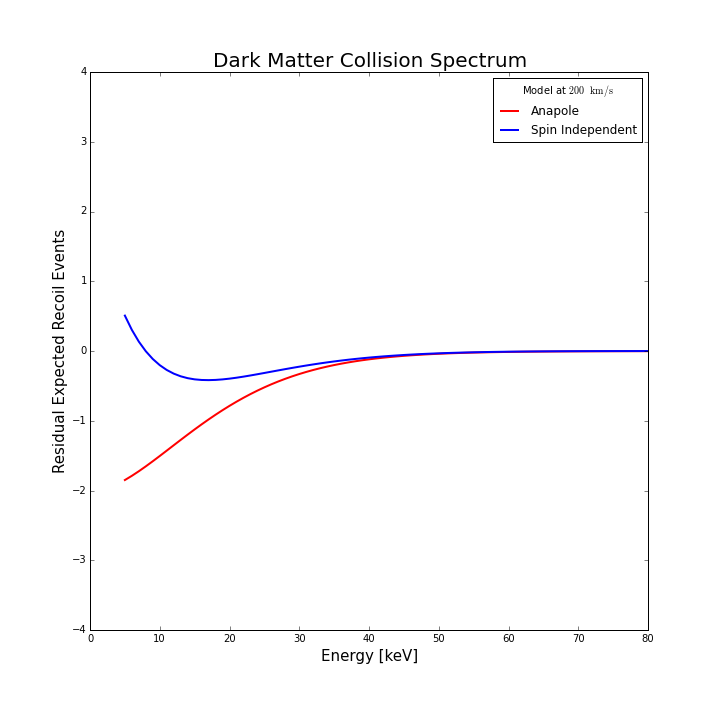 Dark Matter Collision Spectrum
Model at 200 km/s
Anapole
Spin Independent
Residual Expected Recoil Events
4
3
2
1
0
−1
−2
−3
−4
0 10 20 30 40 50 60 70 80
Energy [keV]